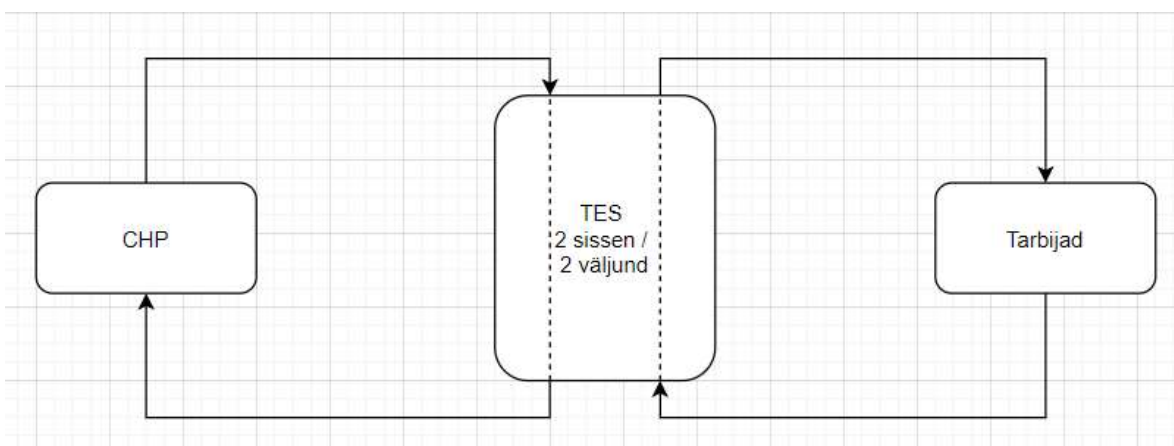 CHP
TES
2 sissen /
2 väljund
Tarbijad